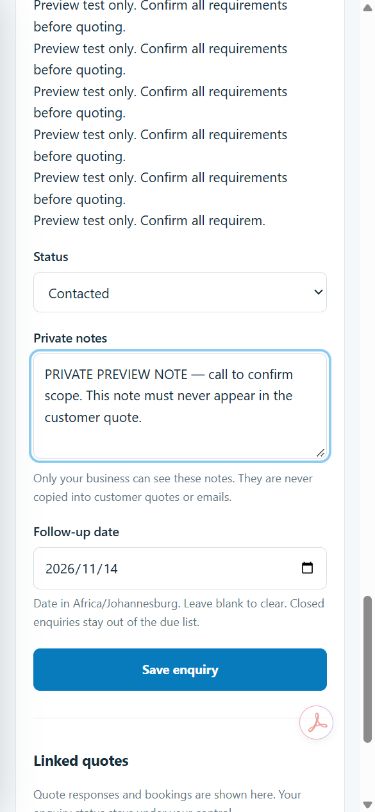 Preview test only. Confirm all requirements
before quoting.
Preview test only. Confirm all requirements
before quoting.
Preview test only. Confirm all requirements
before quoting.
Preview test only. Confirm all requirements
before quoting.
Preview test only. Confirm all requirements
before quoting.
Preview test only. Confirm all requirem.
Status
Contacted
Private notes
PRIVATE PREVIEW NOTE — call to confirm
scope. This note must never appear in the
customer quote.
Only your business can see these notes. They are never
copied into customer quotes or emails.
Follow-up date
2026/11/14
Date in Africa/Johannesburg. Leave blank to clear. Closed
enquiries stay out of the due list.
Save enquiry
Linked quotes
Quote responses and bookings are shown here. Your
enquiry status stays under your control.